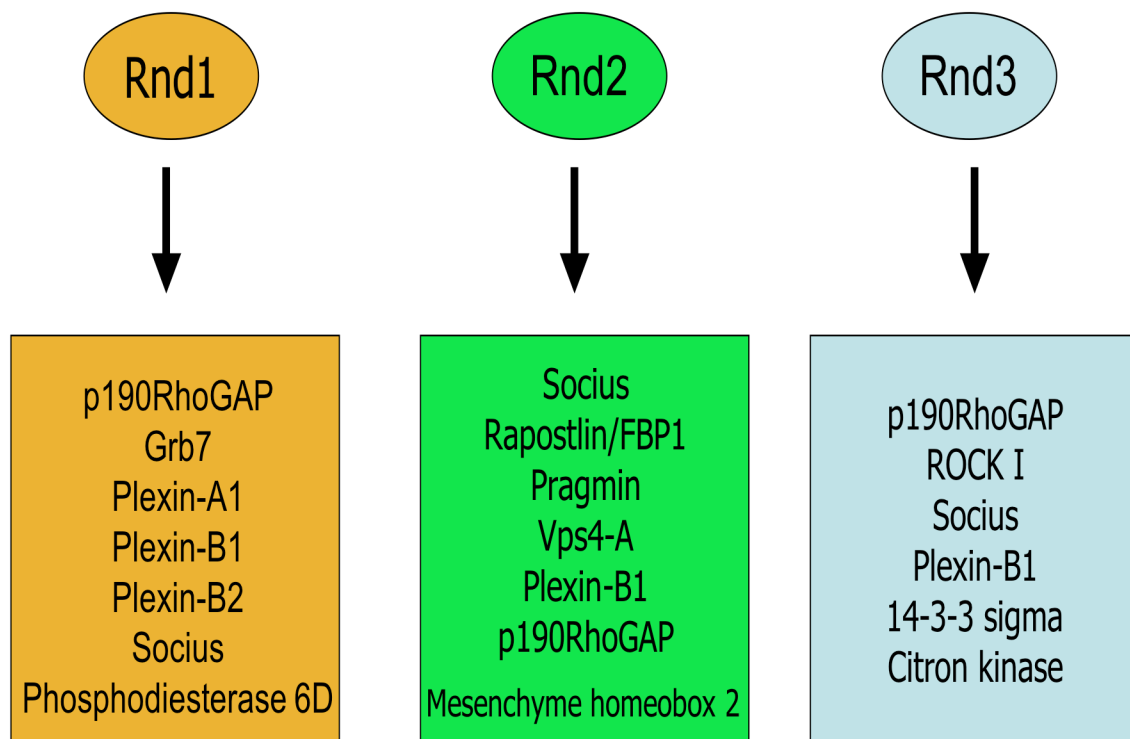 Rnd1
Rnd2
Rnd3
p190RhoGAP
Grb7
Plexin-A1
Plexin-B1
Plexin-B2
Socius
Phosphodiesterase 6D
Socius
Rapostlin/FBP1
Pragmin
Vps4-A
Plexin-B1
p190RhoGAP
Mesenchyme homeobox 2
p190RhoGAP
ROCK I
Socius
Plexin-B1
14-3-3 sigma
Citron kinase